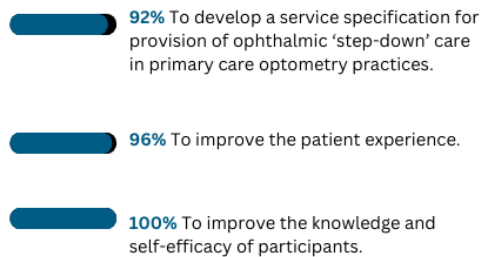 92% To develop a service specification for
provision of ophthalmic ‘step-down’ care
in primary care optometry practices.
96% To improve the patient experience.
100% To improve the knowledge and
self-efficacy of participants.